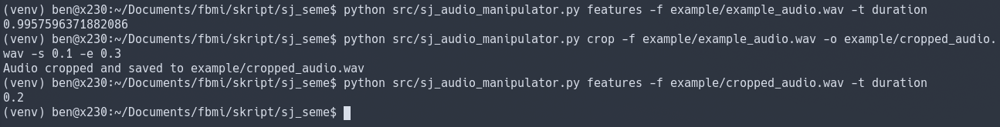 (venv) ben@x230:~/Documents/fbmi/skript/sj_seme$ python src/sj_audio_manipulator.py features -f example/example_audio.wav -t duration
0.9957596371882086
(venv) ben@x230:~/Documents/fbmi/skript/sj_seme$ python src/sj_audio_manipulator.py crop -f example/example_audio.wav -o example/cropped_audio.
wav -s 0.1 -e 0.3
Audio cropped and saved to example/cropped_audio.wav
(venv) ben@x230:~/Documents/fbmi/skript/sj_seme$ python src/sj_audio_manipulator.py features -f example/cropped_audio.wav -t duration
0.2
(venv) ben@x230:~/Documents/fbmi/skript/sj_seme$